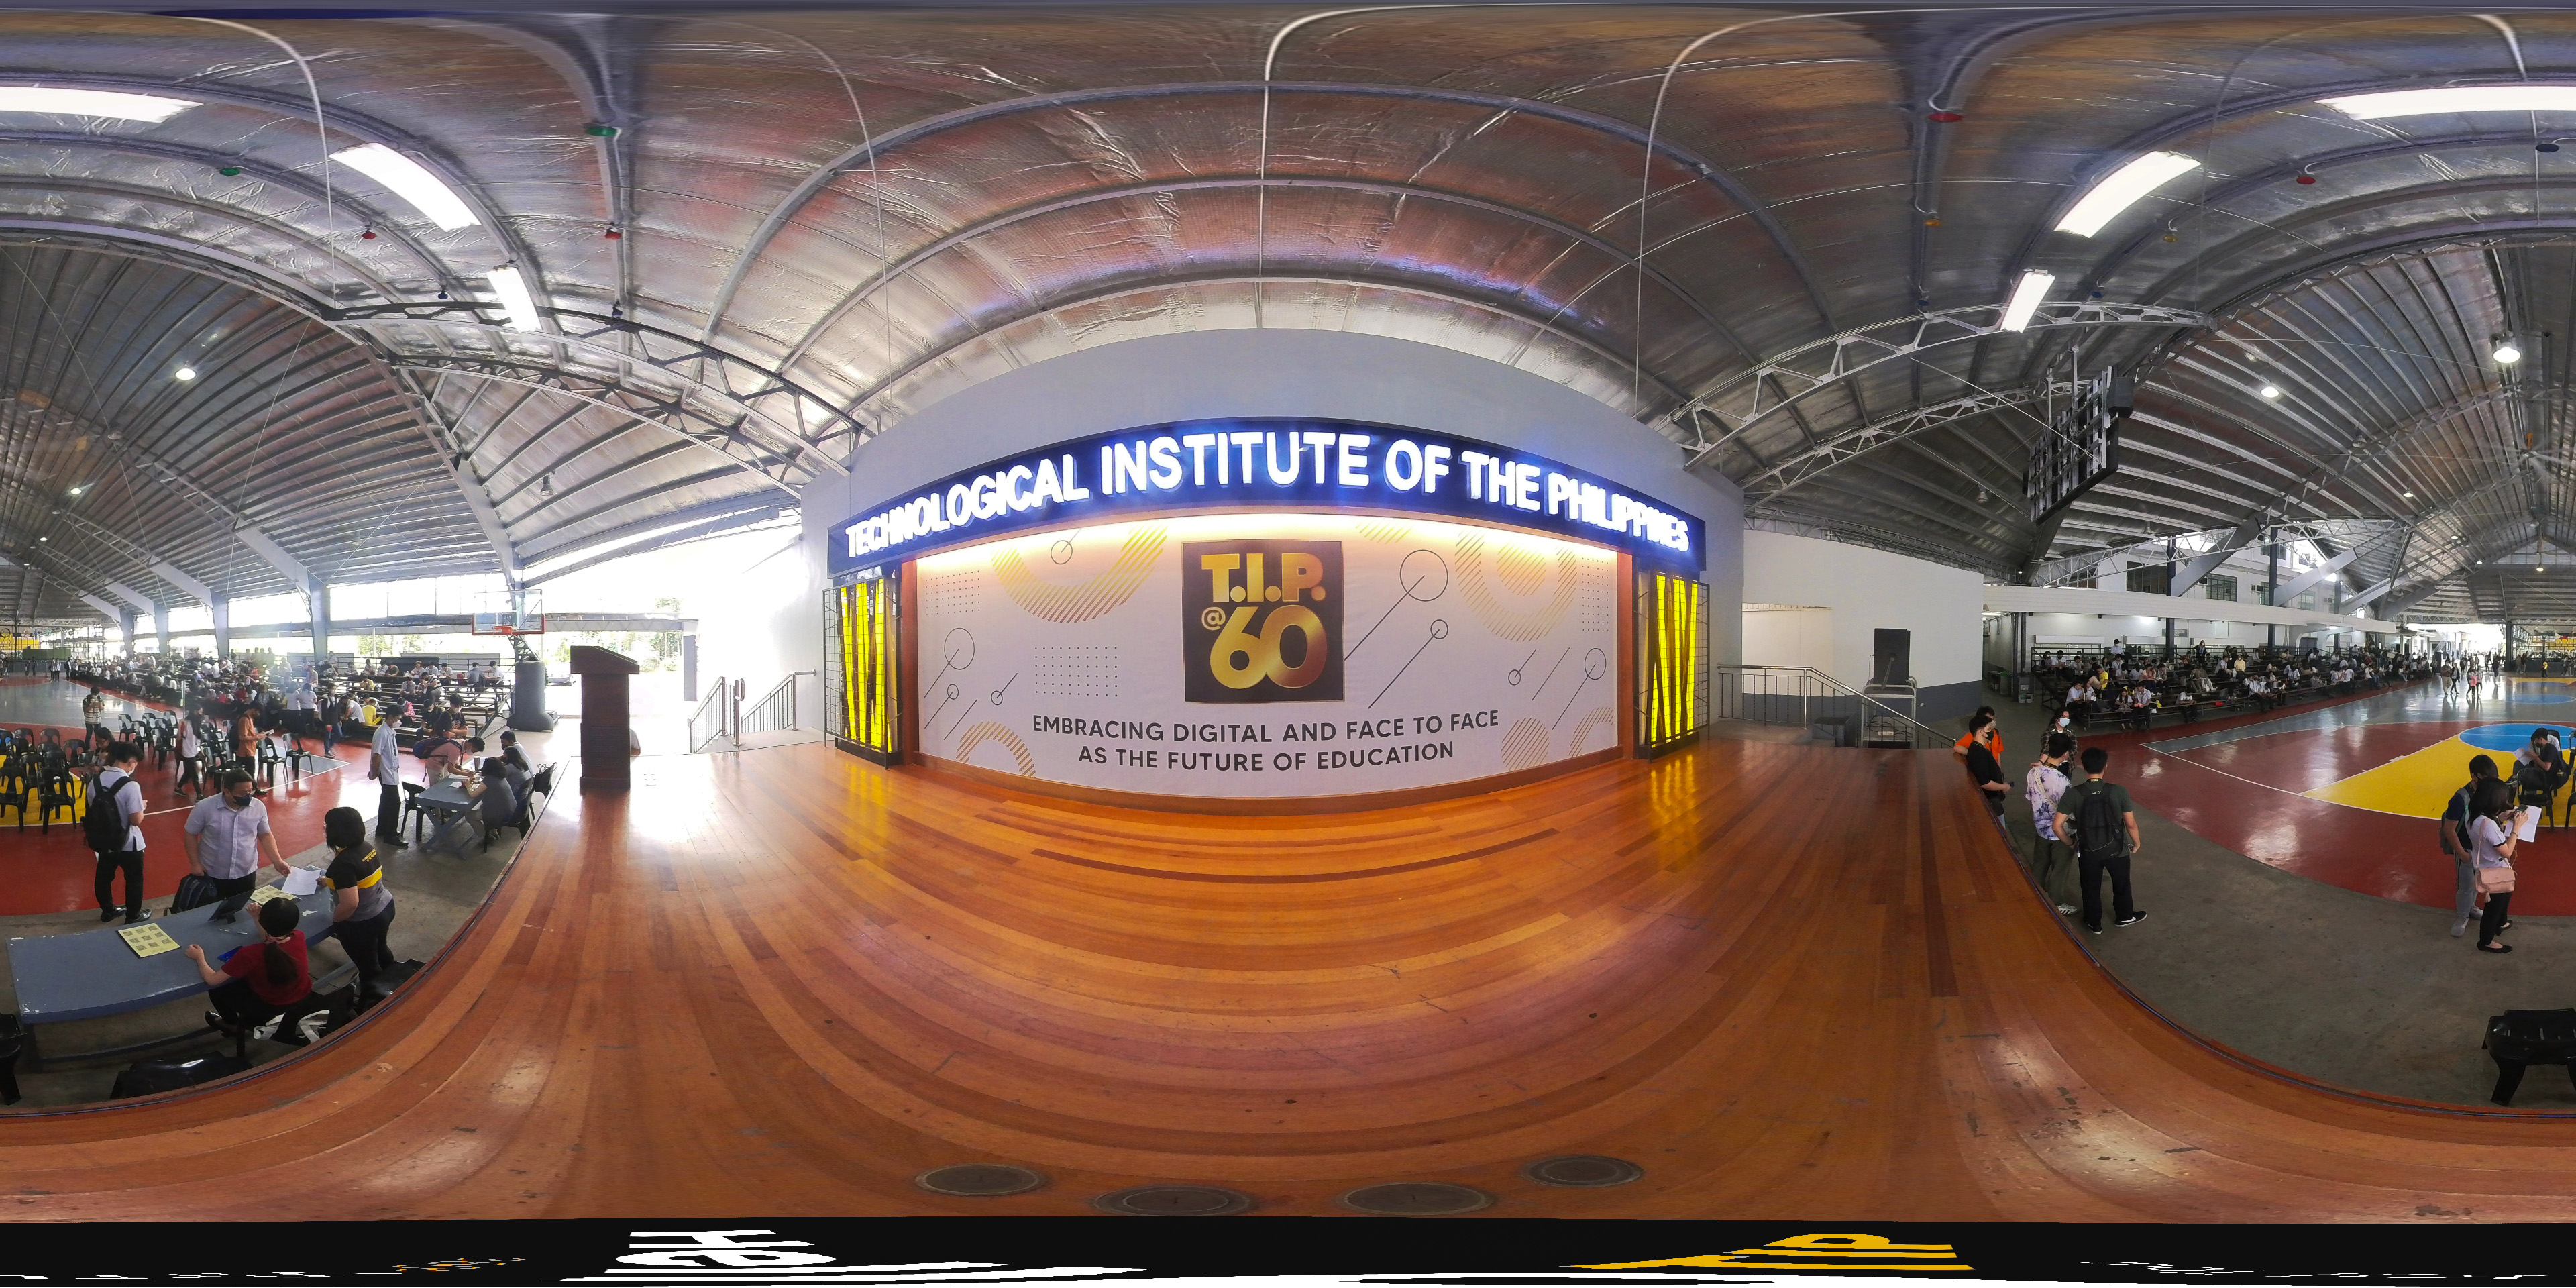 TECHNOLOGICAL INSTITUTE OF THE PHILIPPINES
T.I.P.
@60
EMBRACING DIGITAL AND FACE TO FACE
AS THE FUTURE OF EDUCATION